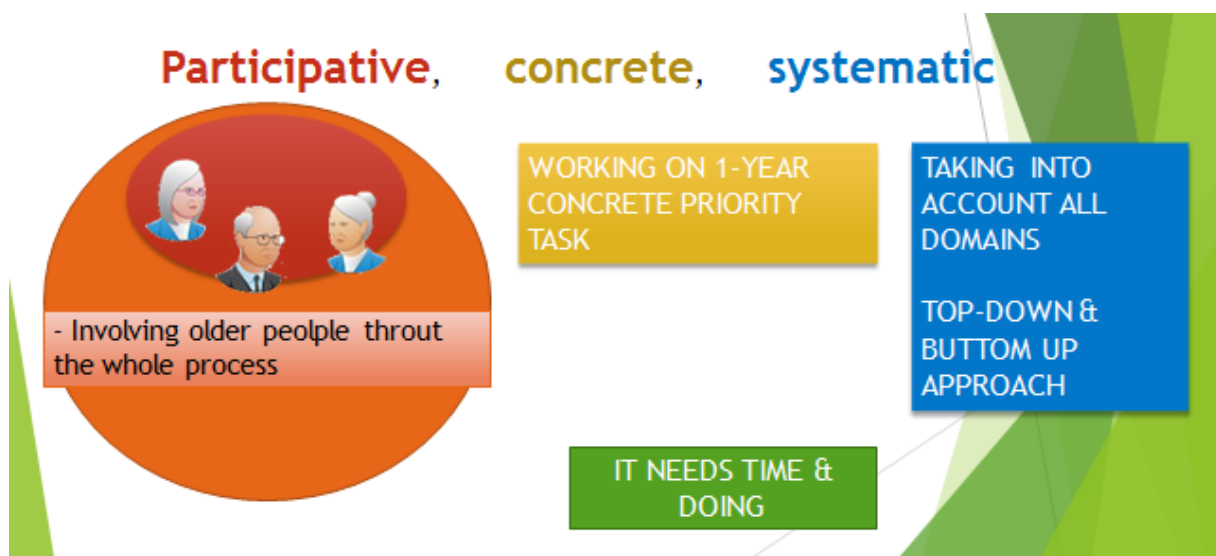 Participative, concrete, systematic
- Involving older peolple throut
the whole process
WORKING ON 1-YEAR
CONCRETE PRIORITY
TASK
TAKING INTO
ACCOUNT ALL
DOMAINS
TOP-DOWN &
BUTTOM UP
APPROACH
IT NEEDS TIME &
DOING